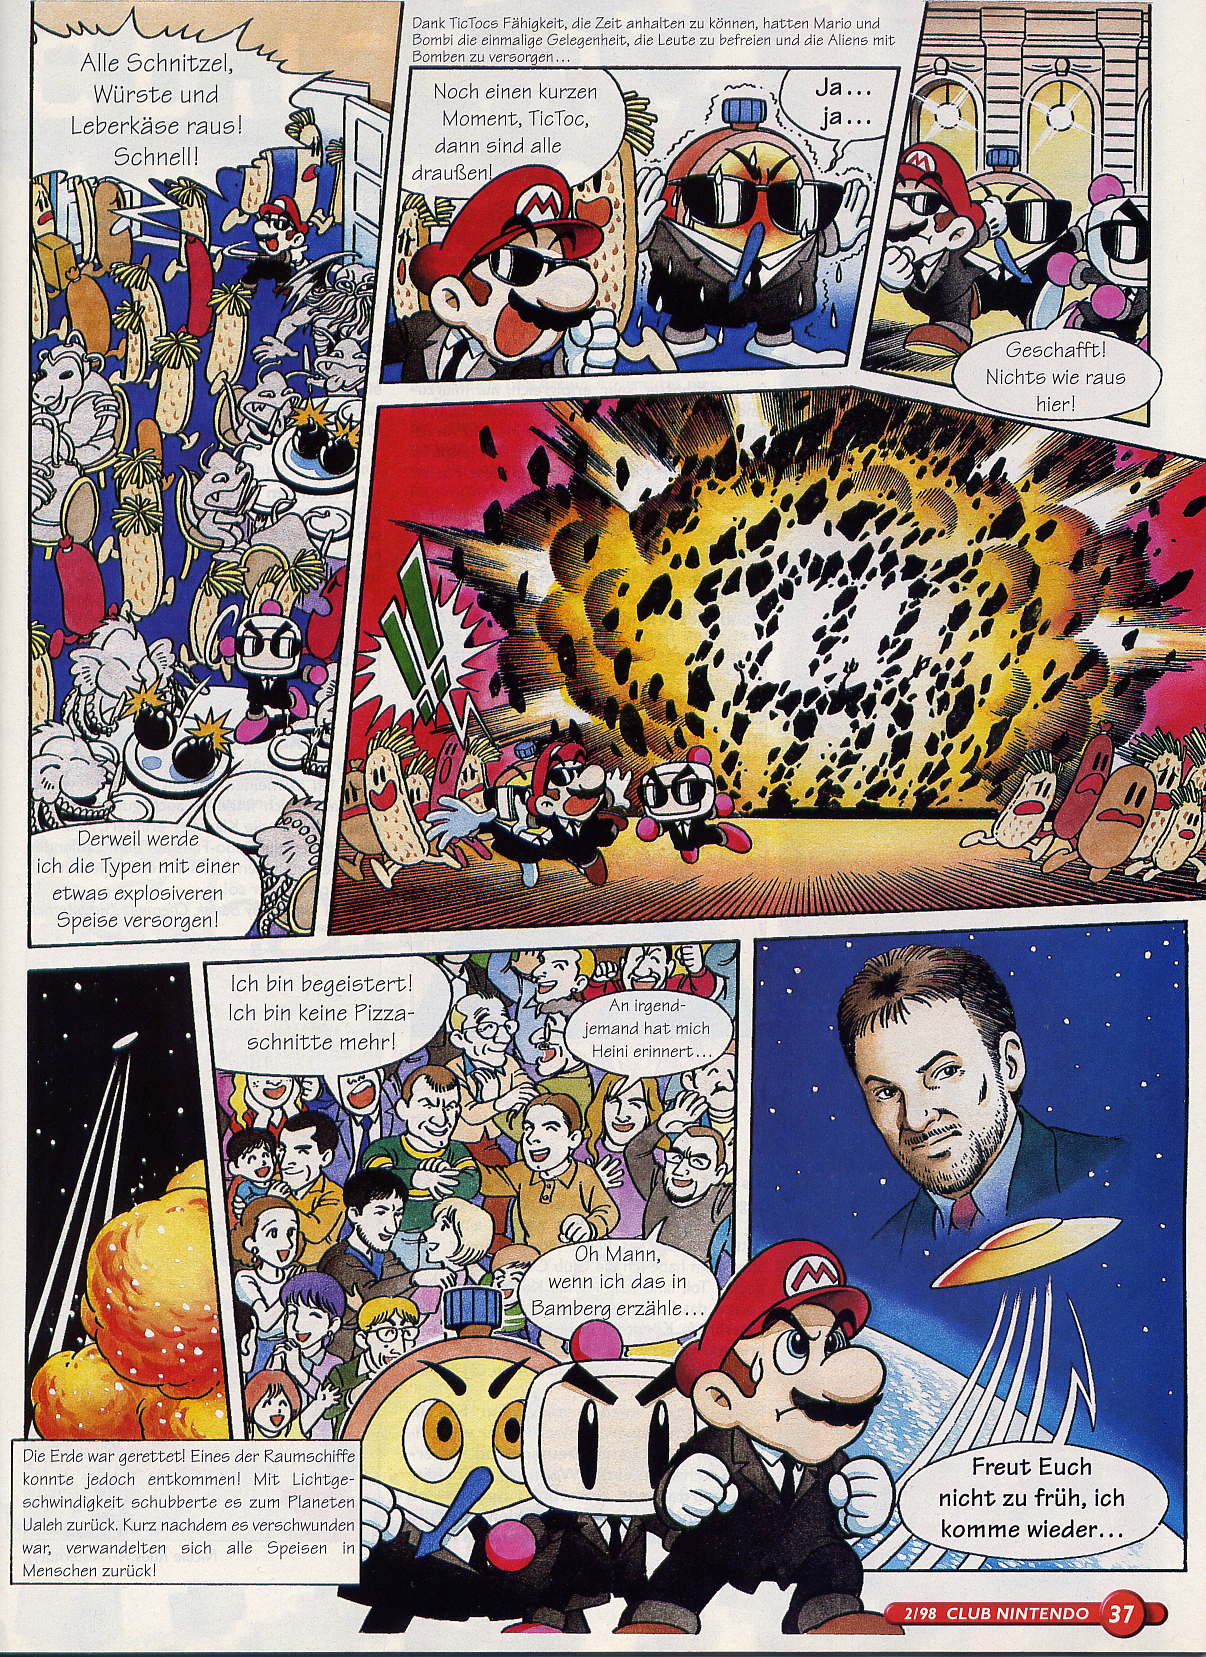 Alle Schnitzel,
Würste und
Leberkäse raus!
Schnell!
Derweil werde
ich die Typen mit einer
etwas explosiveren
Speise versorgen!
Dank TicTocs Fähigkeit, die Zeit anhalten zu können, hatten Mario und
Bombi die einmalige Gelegenheit, die Leute zu befreien und die Aliens mit
Bomben zu versorgen...
Noch einen kurzen
Moment, TicToc,
dann sind alle
draußen!
Ja...
ja...
M
Geschafft!
Nichts wie raus
hier!
!!
Die Erde war gerettet! Eines der Raumschiffe
konnte jedoch entkommen! Mit Lichtge-
schwindigkeit schubberte es zum Planeten
Ualeh zurück. Kurz nachdem es verschwunden
war, verwandelten sich alle Speisen in
Menschen zurück!
Ich bin begeistert!
Ich bin keine Pizza-
schnitte mehr!
An irgend-
jemand hat mich
Heini erinnert...
Oh Mann,
wenn ich das in
Bamberg erzähle...
M
Freut Euch
nicht zu früh, ich
komme wieder...
2/98 CLUB NINTENDO 37